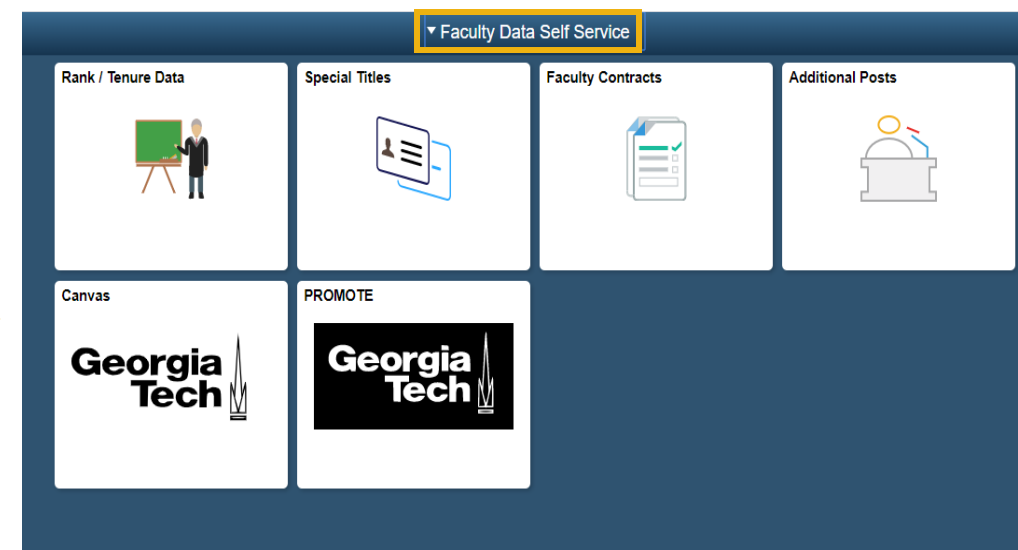 Faculty Data Self Service
Rank / Tenure Data
Special Titles
Faculty Contracts
Additional Posts
Canvas
Georgia
Tech
PROMOTE
Georgia
Tech